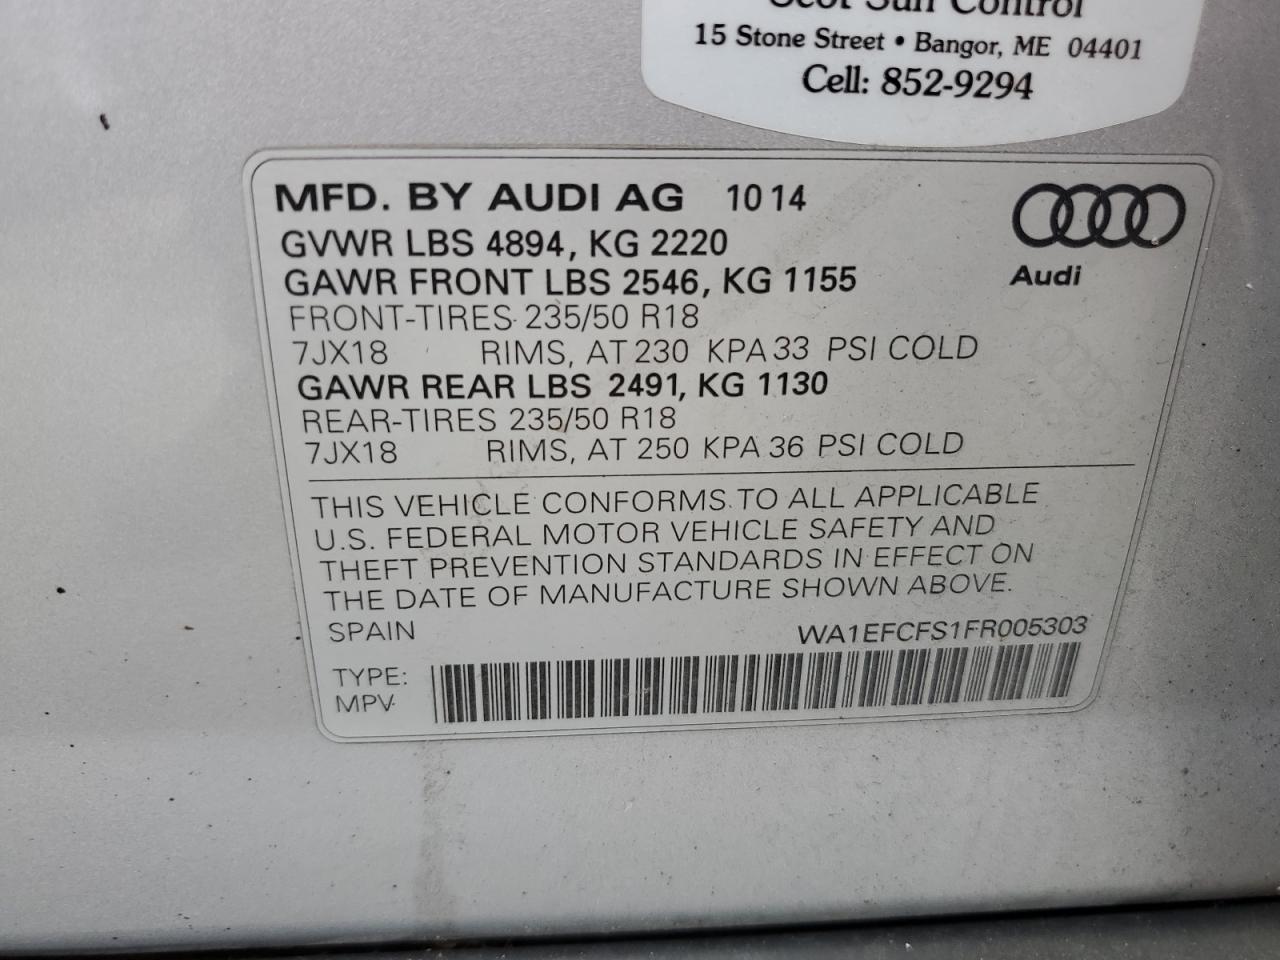 Sun Control
15 Stone Street • Bangor, ME 04401
Cell: 852-9294
MFD. BY AUDI AG 10 14
GVWR LBS 4894, KG 2220
GAWR FRONT LBS 2546, KG 1155
Audi
FRONT-TIRES 235/50 R18
7JX18 RIMS, AT 230 KPA 33 PSI COLD
GAWR REAR LBS 2491, KG 1130
REAR-TIRES 235/50 R18
7JX18 RIMS, AT 250 KPA 36 PSI COLD
THIS VEHICLE CONFORMS TO ALL APPLICABLE
U.S. FEDERAL MOTOR VEHICLE SAFETY AND
THEFT PREVENTION STANDARDS IN EFFECT ON
THE DATE OF MANUFACTURE SHOWN ABOVE.
SPAIN WA1EFCFS1FR005303
TYPE:
MPV